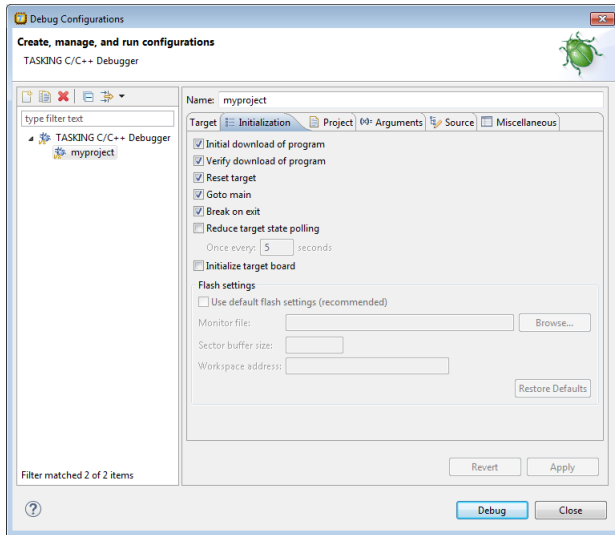 Debug Configurations
Create, manage, and run configurations
TASKING C/C++ Debugger
type filter text
TASKING C/C++ Debugger
myproject
Filter matched 2 of 2 items
Name: myproject
Target Initialization Project (x)= Arguments Source Miscellaneous
Initial download of program
Verify download of program
Reset target
Goto main
Break on exit
Reduce target state polling
Once every: 5 seconds
Initialize target board
Flash settings
Use default flash settings (recommended)
Monitor file: Browse...
Sector buffer size:
Workspace address:
Restore Defaults
Revert Apply
? Debug Close